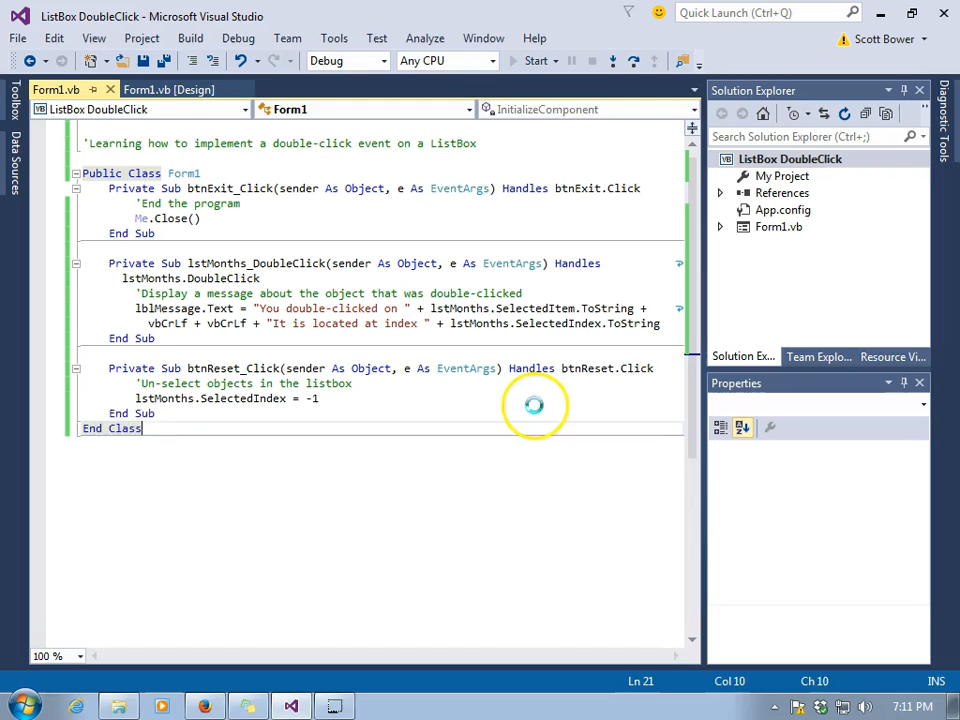 ListBox DoubleClick - Microsoft Visual Studio
Quick Launch (Ctrl+Q)
File Edit View Project Build Debug Team Tools Test Analyze Window Help
Scott Bower
Debug Any CPU Start
Toolbox
Data Sources
Form1.vb Form1.vb [Design]
VB ListBox DoubleClick Form1 InitializeComponent
'Learning how to implement a double-click event on a ListBox
Public Class Form1
Private Sub btnExit_Click(sender As Object, e As EventArgs) Handles btnExit.Click
'End the program
Me.Close()
End Sub
Private Sub lstMonths_DoubleClick(sender As Object, e As EventArgs) Handles
lstMonths.DoubleClick
'Display a message about the object that was double-clicked
lblMessage.Text = "You double-clicked on " + lstMonths.SelectedItem.ToString +
vbCrLf + vbCrLf + "It is located at index " + lstMonths.SelectedIndex.ToString
End Sub
Private Sub btnReset_Click(sender As Object, e As EventArgs) Handles btnReset.Click
'Un-select objects in the listbox
lstMonths.SelectedIndex = -1
End Sub
End Class
100 %
Solution Explorer
Search Solution Explorer (Ctrl+;)
VB ListBox DoubleClick
My Project
References
App.config
Form1.vb
Solution Ex... Team Explo... Resource Vi...
Properties
Diagnostic Tools
Ln 21 Col 10 Ch 10 INS
7:11 PM